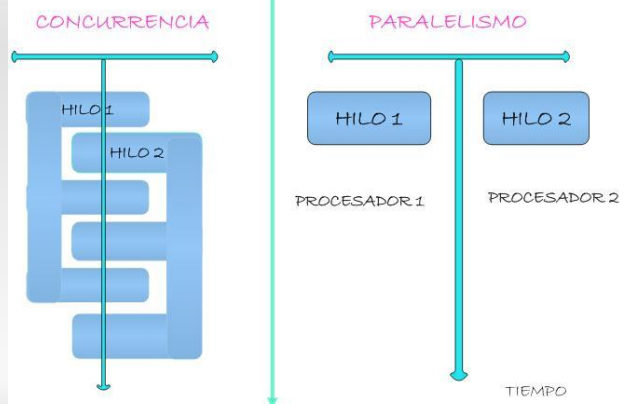 CONCURRENCIA
HILO 1
HILO 2
PARALELISMO
HILO 1
HILO 2
PROCESADOR 1
PROCESADOR 2
TIEMPO